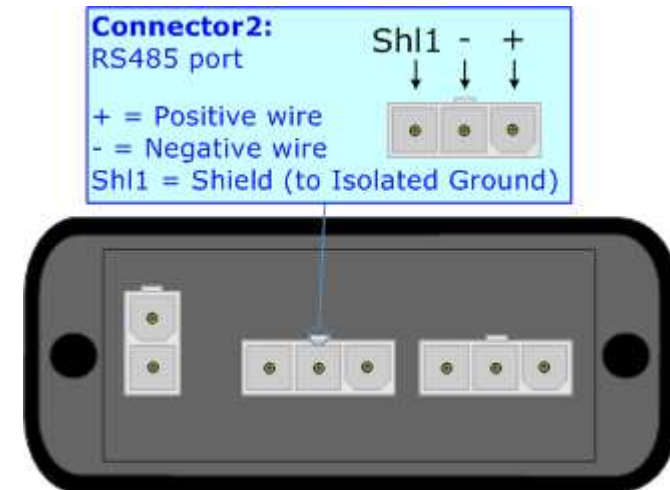 Connector2:
RS485 port
Shl1 - +
+ = Positive wire
- = Negative wire
Shl1 = Shield (to Isolated Ground)